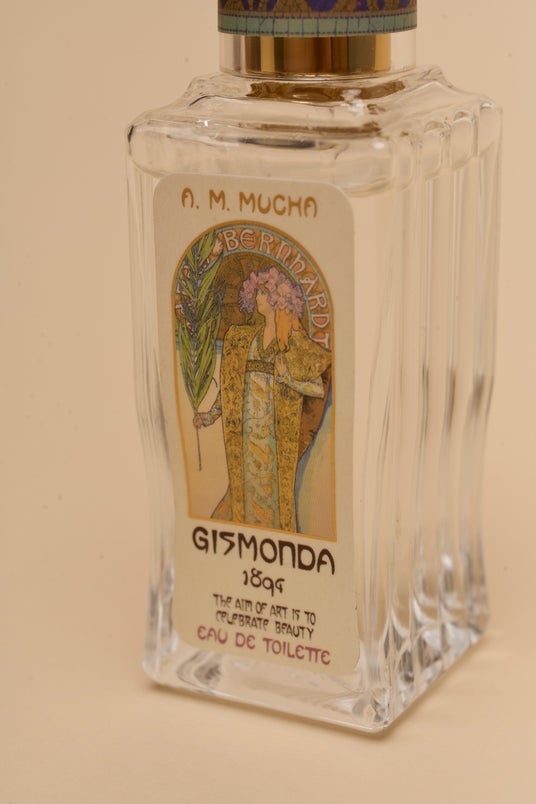 A. M. MUCHA
BERNHARDT
GISMONDA
1894
THE AIM OF ART IS TO
CELEBRATE BEAUTY
EAU DE TOILETTE